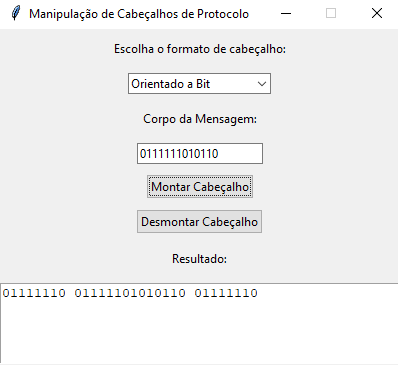 Manipulação de Cabeçalhos de Protocolo
Escolha o formato de cabeçalho:
Orientado a Bit
Corpo da Mensagem:
0111111010110
Montar Cabeçalho
Desmontar Cabeçalho
Resultado:
01111110 01111101010110 01111110